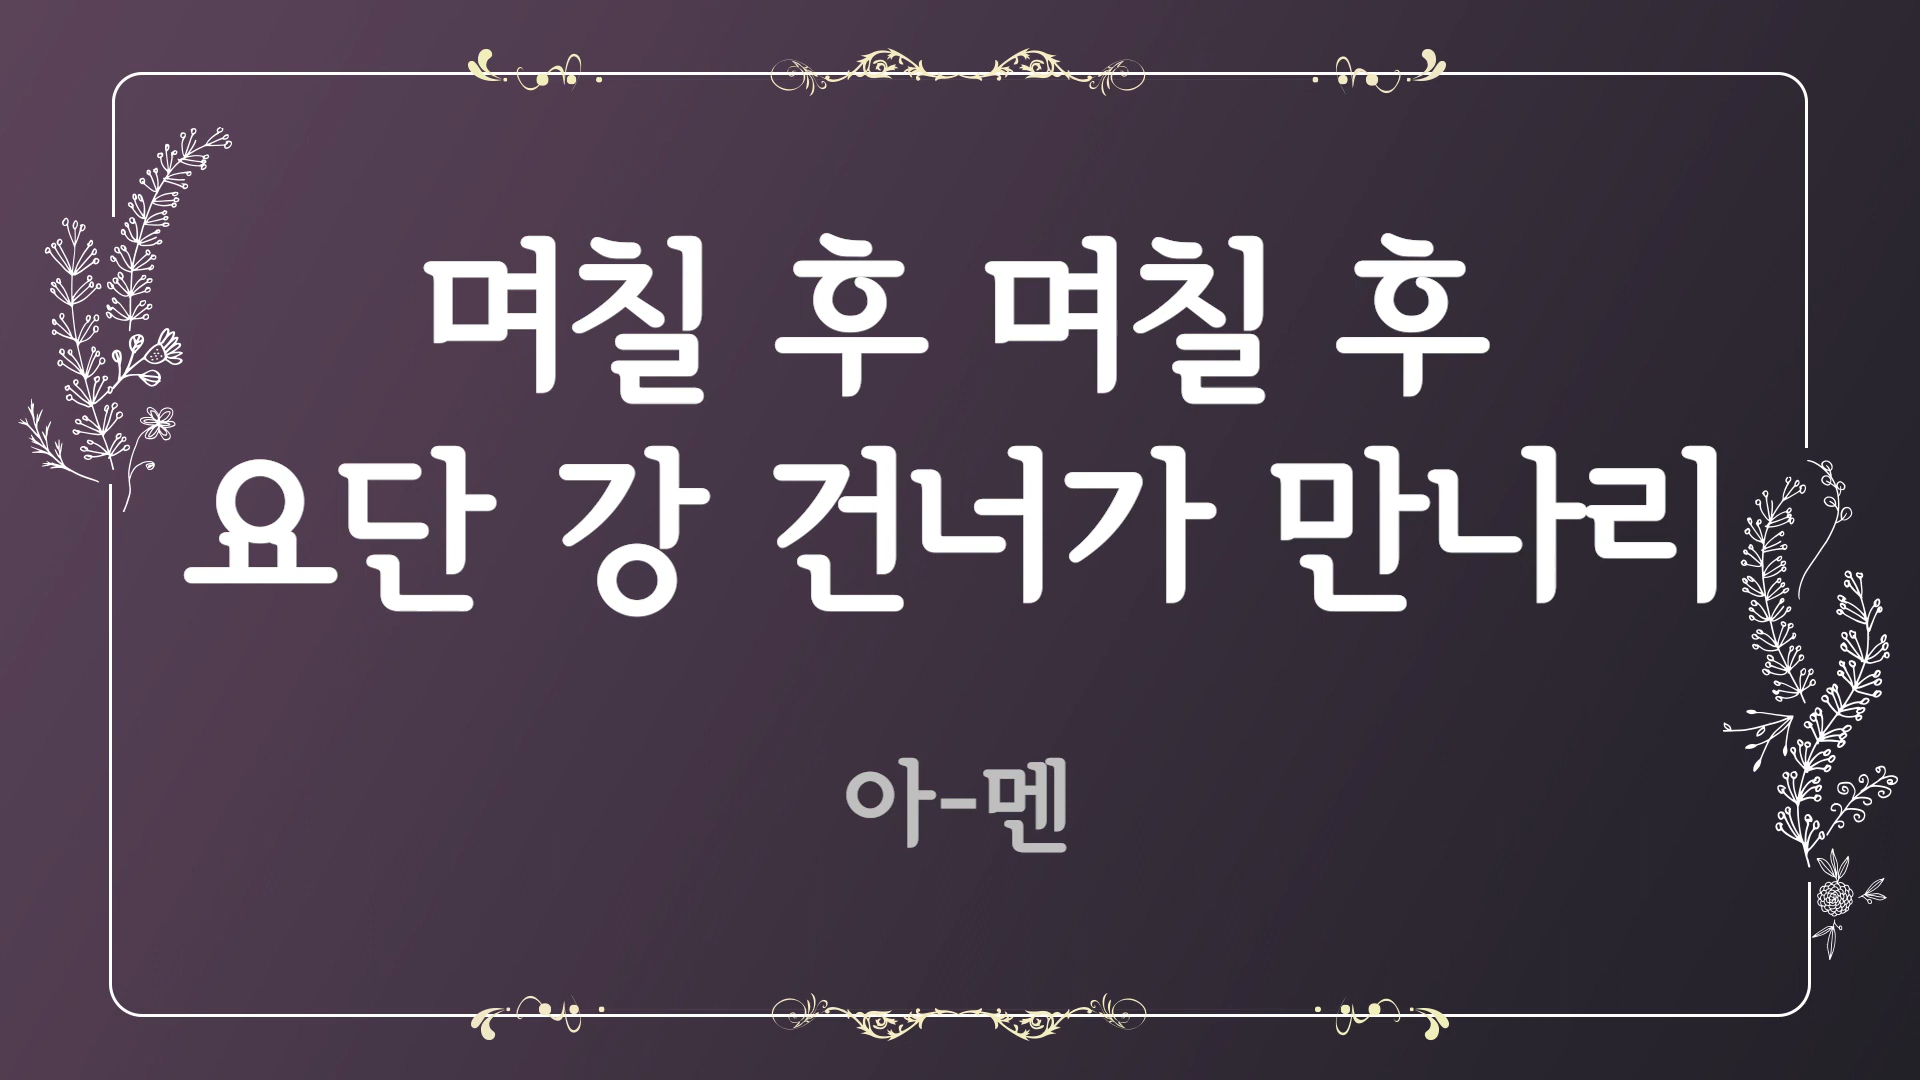 며칠 후 며칠 후
요단 강 건너가 만나리
아-멘